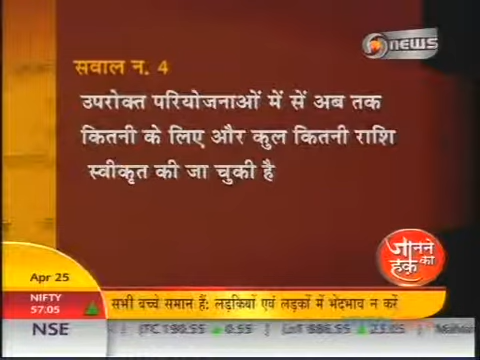 NEWS
सवाल न. 4
उपरोक्त परियोजनाओं में सें अब तक
कितनी के लिए और कुल कितनी राशि
स्वीकृत की जा चुकी है
जानने
का
हक
Apr 25
NIFTY
57.05
सभी बच्चे समान हैं: लड़कियों एवं लड़कों में भेदभाव न करें
NSE
ITC 190.55 0.55 LnT 886.55 23.05